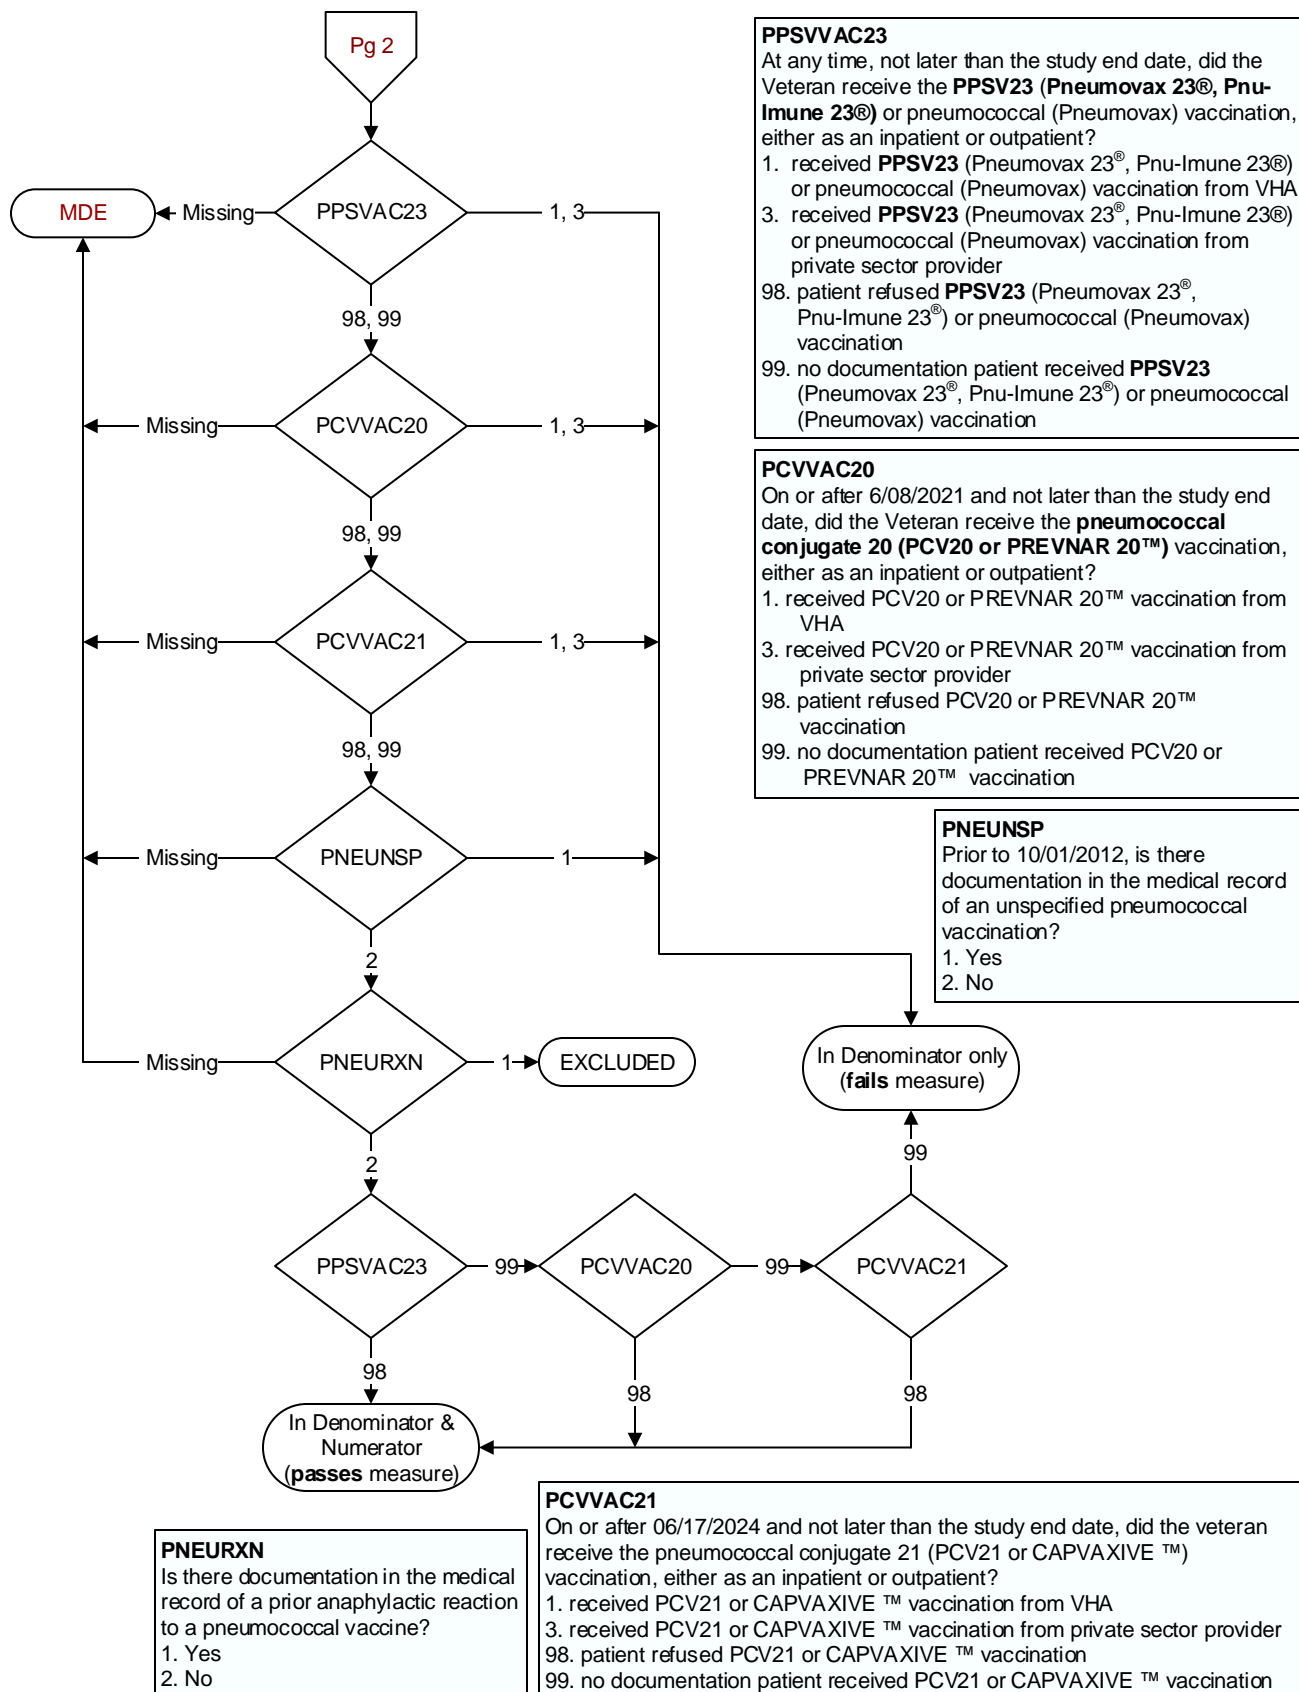 Pg 2
PPSVVAC23
At any time, not later than the study end date, did the
Veteran receive the PPSV23 (Pneumovax 23®, Pnu-
Imune 23®) or pneumococcal (Pneumovax) vaccination,
either as an inpatient or outpatient?
1. received PPSV23 (Pneumovax 23®, Pnu-Imune 23®)
or pneumococcal (Pneumovax) vaccination from VHA
3. received PPSV23 (Pneumovax 23®, Pnu-Imune 23®)
or pneumococcal (Pneumovax) vaccination from
private sector provider
98. patient refused PPSV23 (Pneumovax 23®,
Pnu-Imune 23®) or pneumococcal (Pneumovax)
vaccination
99. no documentation patient received PPSV23
(Pneumovax 23®, Pnu-Imune 23®) or pneumococcal
(Pneumovax) vaccination
MDE
Missing
PPSVAC23
1, 3
98, 99
Missing
PCVVAC20
1, 3
98, 99
PCVVAC20
On or after 6/08/2021 and not later than the study end
date, did the Veteran receive the pneumococcal
conjugate 20 (PCV20 or PREVNAR 20™) vaccination,
either as an inpatient or outpatient?
1. received PCV20 or PREVNAR 20™ vaccination from
VHA
3. received PCV20 or PREVNAR 20™ vaccination from
private sector provider
98. patient refused PCV20 or PREVNAR 20™
vaccination
99. no documentation patient received PCV20 or
PREVNAR 20™ vaccination
Missing
PCVVAC21
1, 3
98, 99
Missing
PNEUNSP
1
2
PNEUNSP
Prior to 10/01/2012, is there
documentation in the medical record
of an unspecified pneumococcal
vaccination?
1. Yes
2. No
Missing
PNEURXN
1
EXCLUDED
In Denominator only
(fails measure)
2
99
PPSVAC23
99
PCVVAC20
99
PCVVAC21
98
98
98
In Denominator &
Numerator
(passes measure)
PNEURXN
Is there documentation in the medical
record of a prior anaphylactic reaction
to a pneumococcal vaccine?
1. Yes
2. No
PCVVAC21
On or after 06/17/2024 and not later than the study end date, did the veteran
receive the pneumococcal conjugate 21 (PCV21 or CAPVAXIVE ™)
vaccination, either as an inpatient or outpatient?
1. received PCV21 or CAPVAXIVE ™ vaccination from VHA
3. received PCV21 or CAPVAXIVE ™ vaccination from private sector provider
98. patient refused PCV21 or CAPVAXIVE ™ vaccination
99. no documentation patient received PCV21 or CAPVAXIVE ™ vaccination